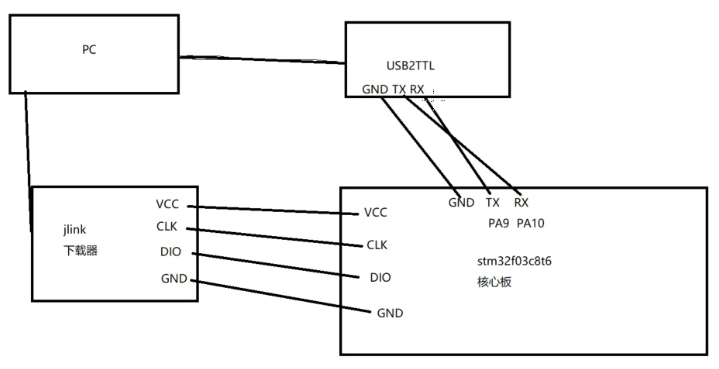 PC
USB2TTL
GND TX RX
jlink
下载器
VCC
CLK
DIO
GND
VCC
CLK
DIO
GND
GND TX RX
PA9 PA10
stm32f03c8t6
核心板